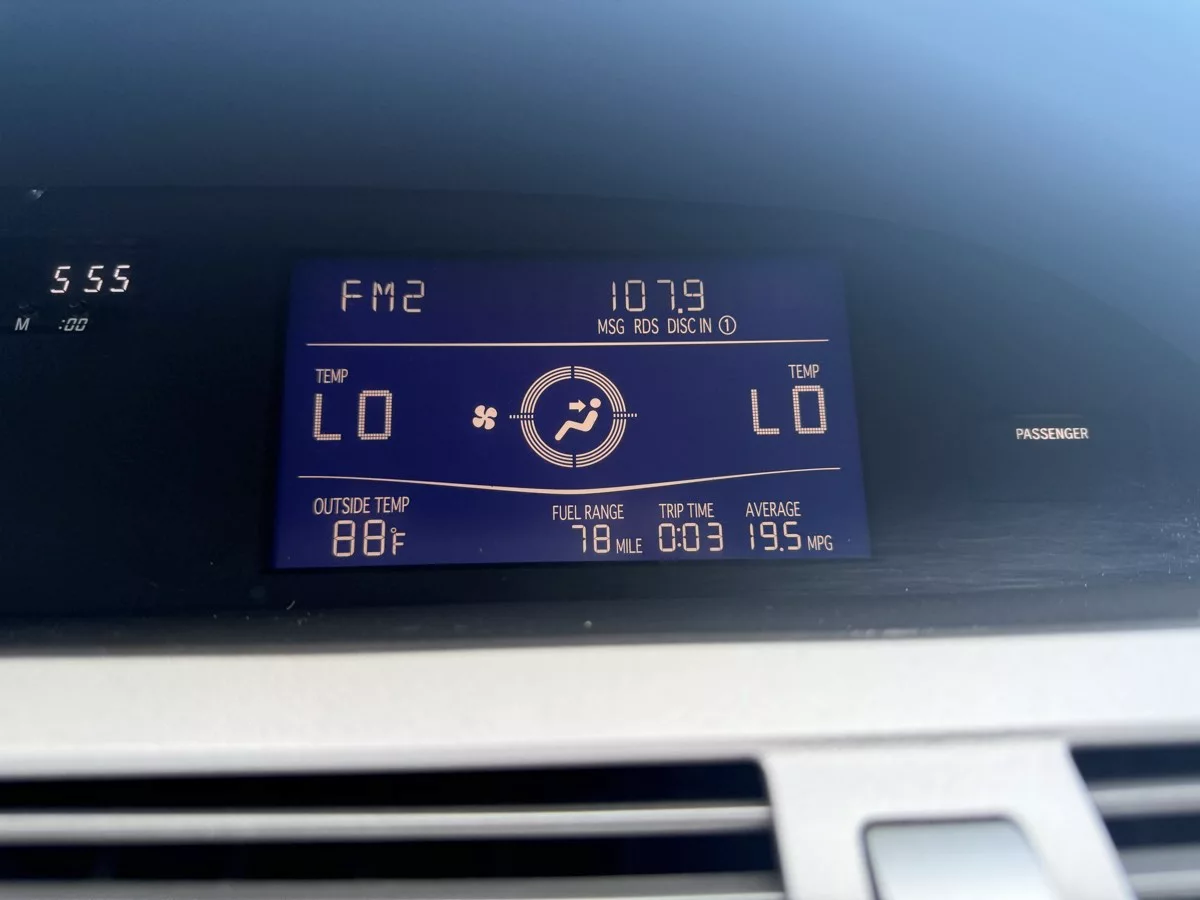 FM2 107.9
MSG RDS DISC IN ①
5 55
M :00
TEMP TEMP
LO LO
PASSENGER
OUTSIDE TEMP FUEL RANGE TRIP TIME AVERAGE
88°F 78 MILE 0:03 19.5 MPG